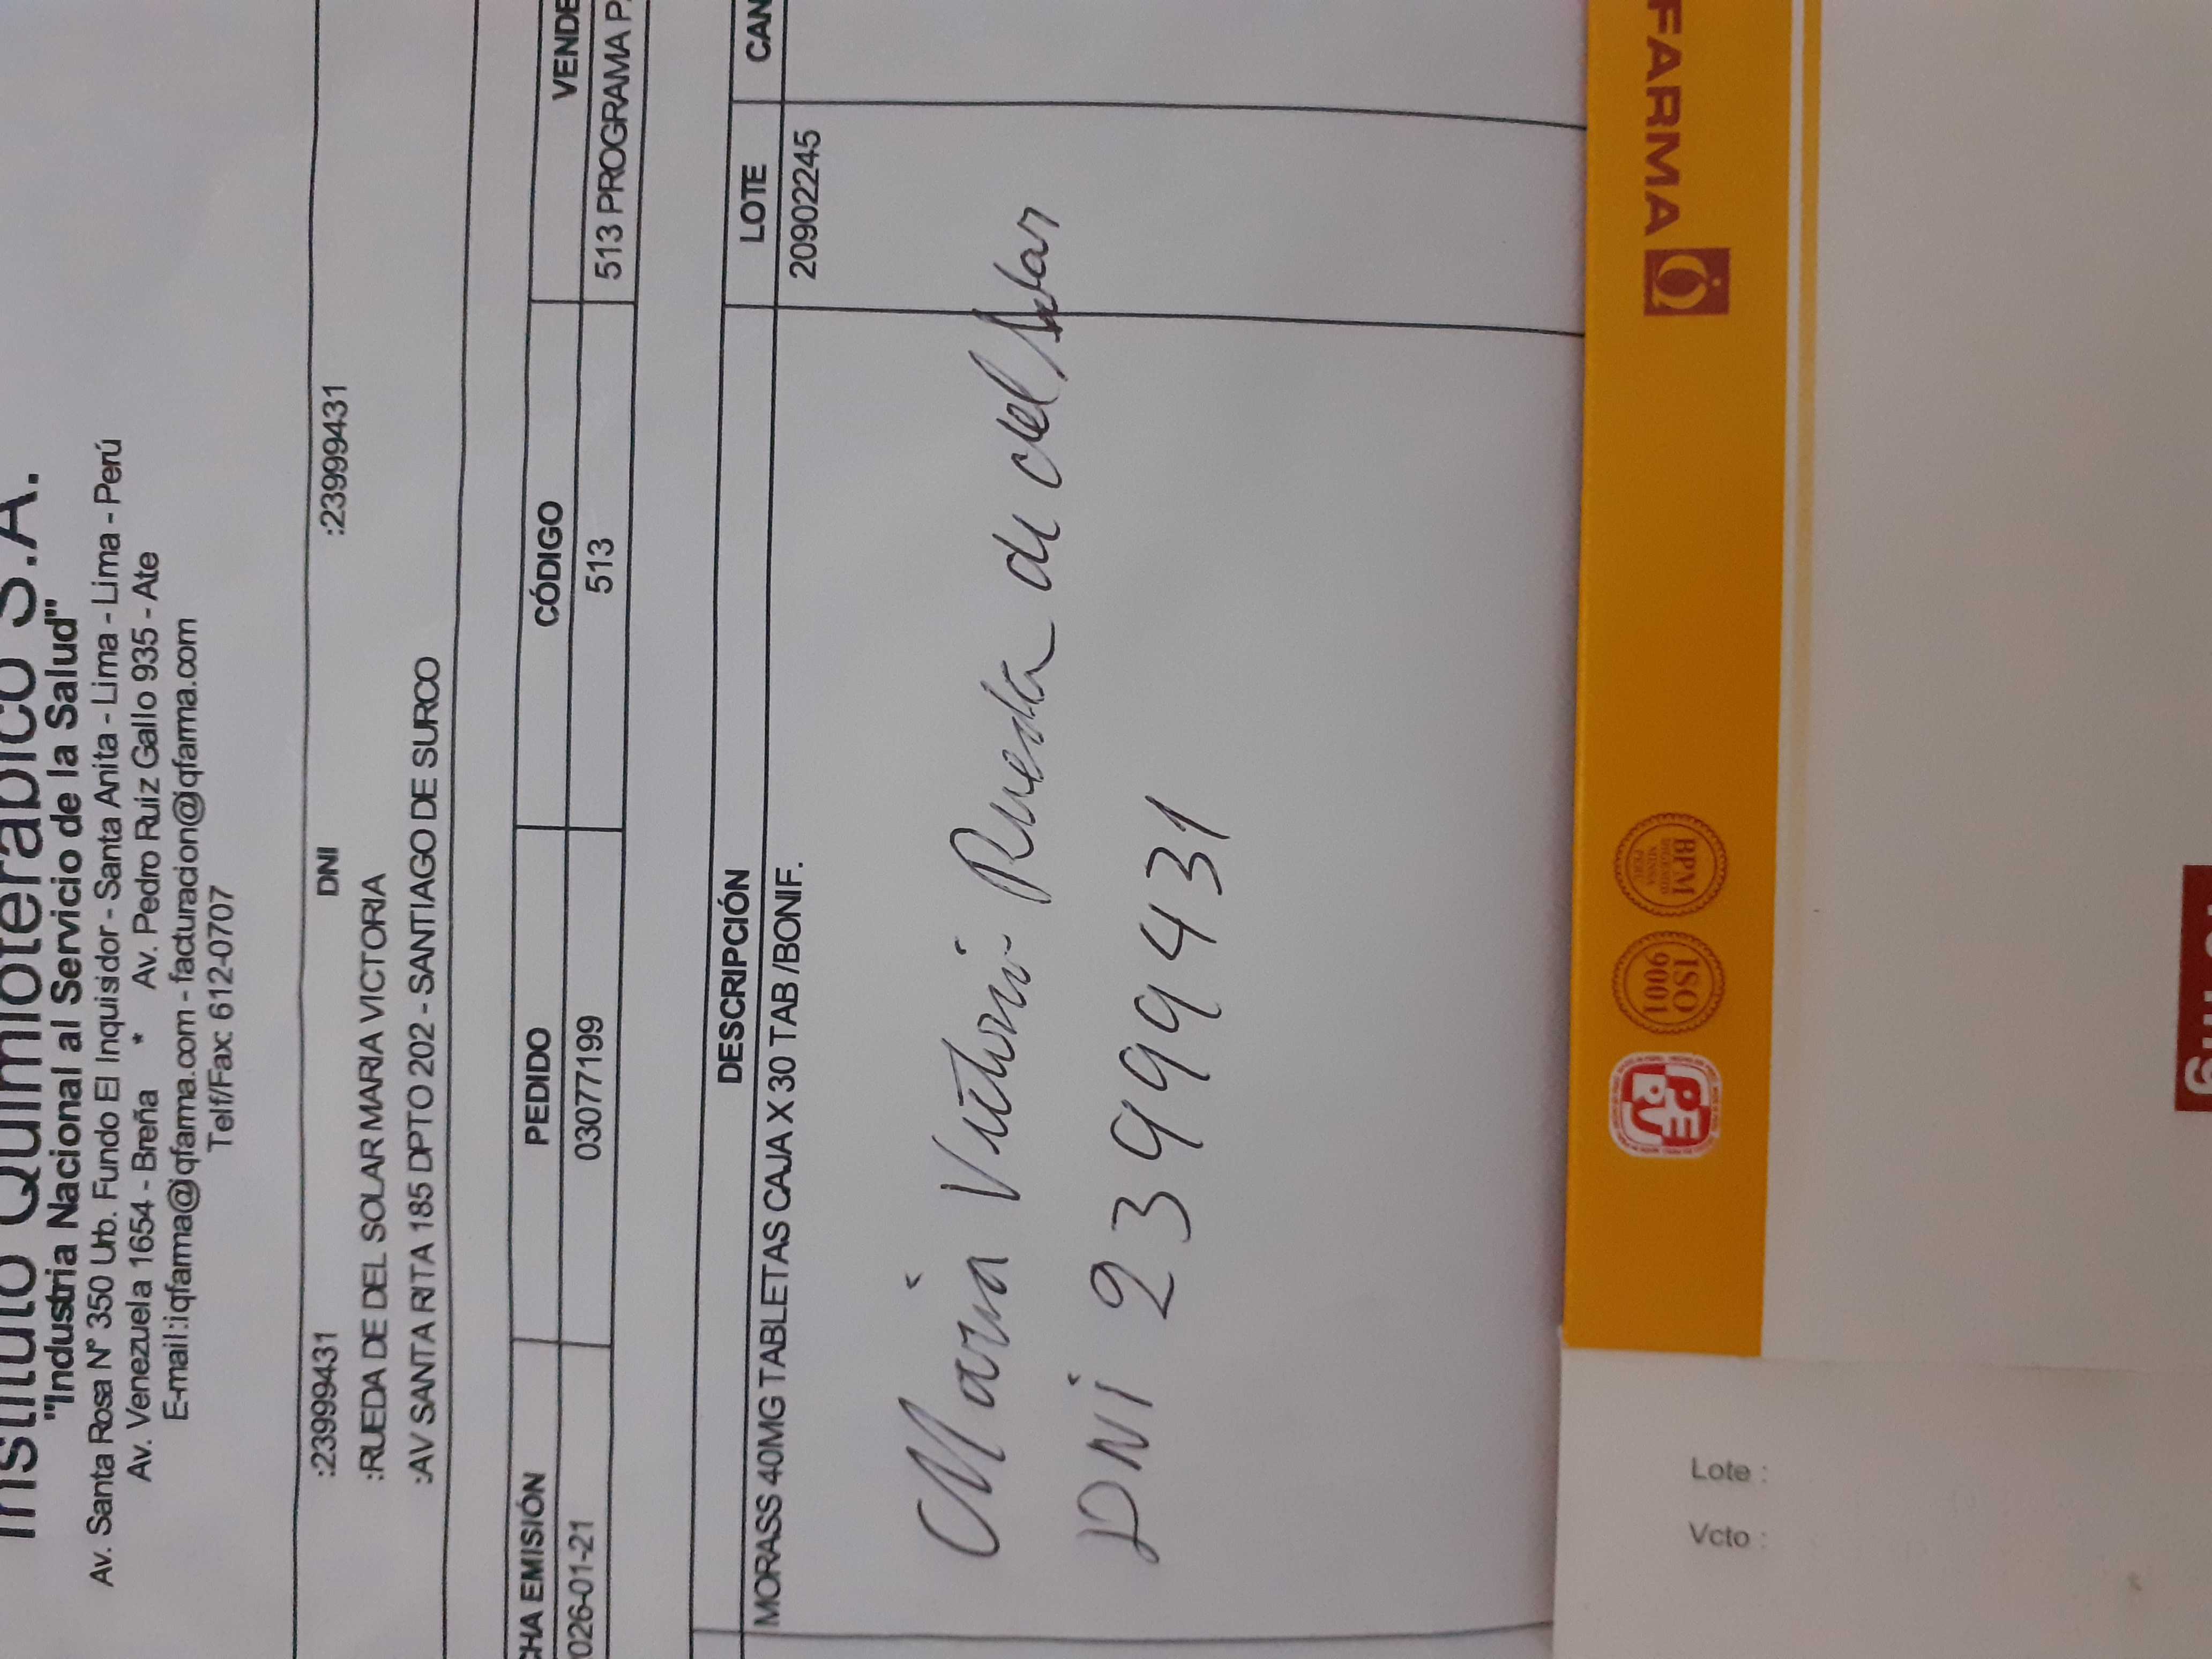 Instituto Quimioterápico S.A.
"Industria Nacional al Servicio de la Salud"
Av. Santa Rosa N° 350 Urb. Fundo El Inquisidor - Santa Anita - Lima - Lima - Perú
Av. Venezuela 1654 - Breña * Av. Pedro Ruiz Gallo 935 - Ate
E-mail:iqfarma@iqfarma.com - facturacion@iqfarma.com
Telf/Fax: 612-0707
:23999431 DNI :23999431
:RUEDA DE DEL SOLAR MARIA VICTORIA
:AV SANTA RITA 185 DPTO 202 - SANTIAGO DE SURCO
CHA EMISIÓN PEDIDO CÓDIGO VENDE
026-01-21 03077199 513 513 PROGRAMA P
DESCRIPCIÓN LOTE CAN
MORASS 40MG TABLETAS CAJA X 30 TAB /BONIF. 20902245
Maria Victoria Rueda de del Solar
DNI 23999431
PERU ISO 9001 BPM FARMA
Lote :
Vcto :